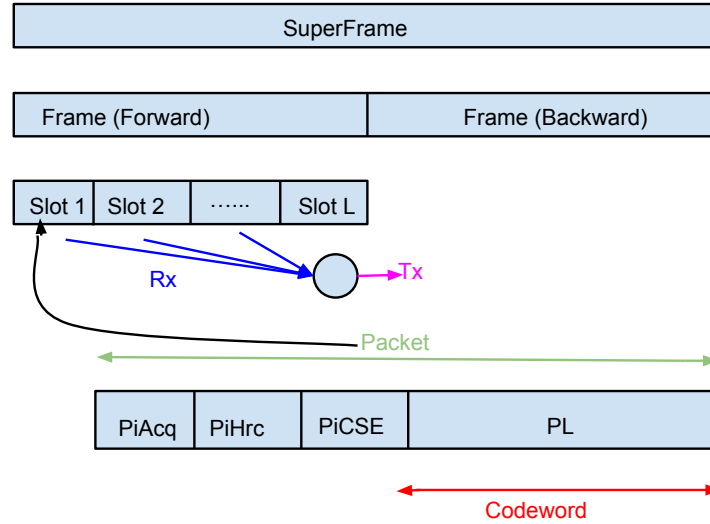 SuperFrame
Frame (Forward) Frame (Backward)
Slot 1 Slot 2 ...... Slot L
Rx Tx
Packet
PiAcq PiHrc PiCSE PL
Codeword